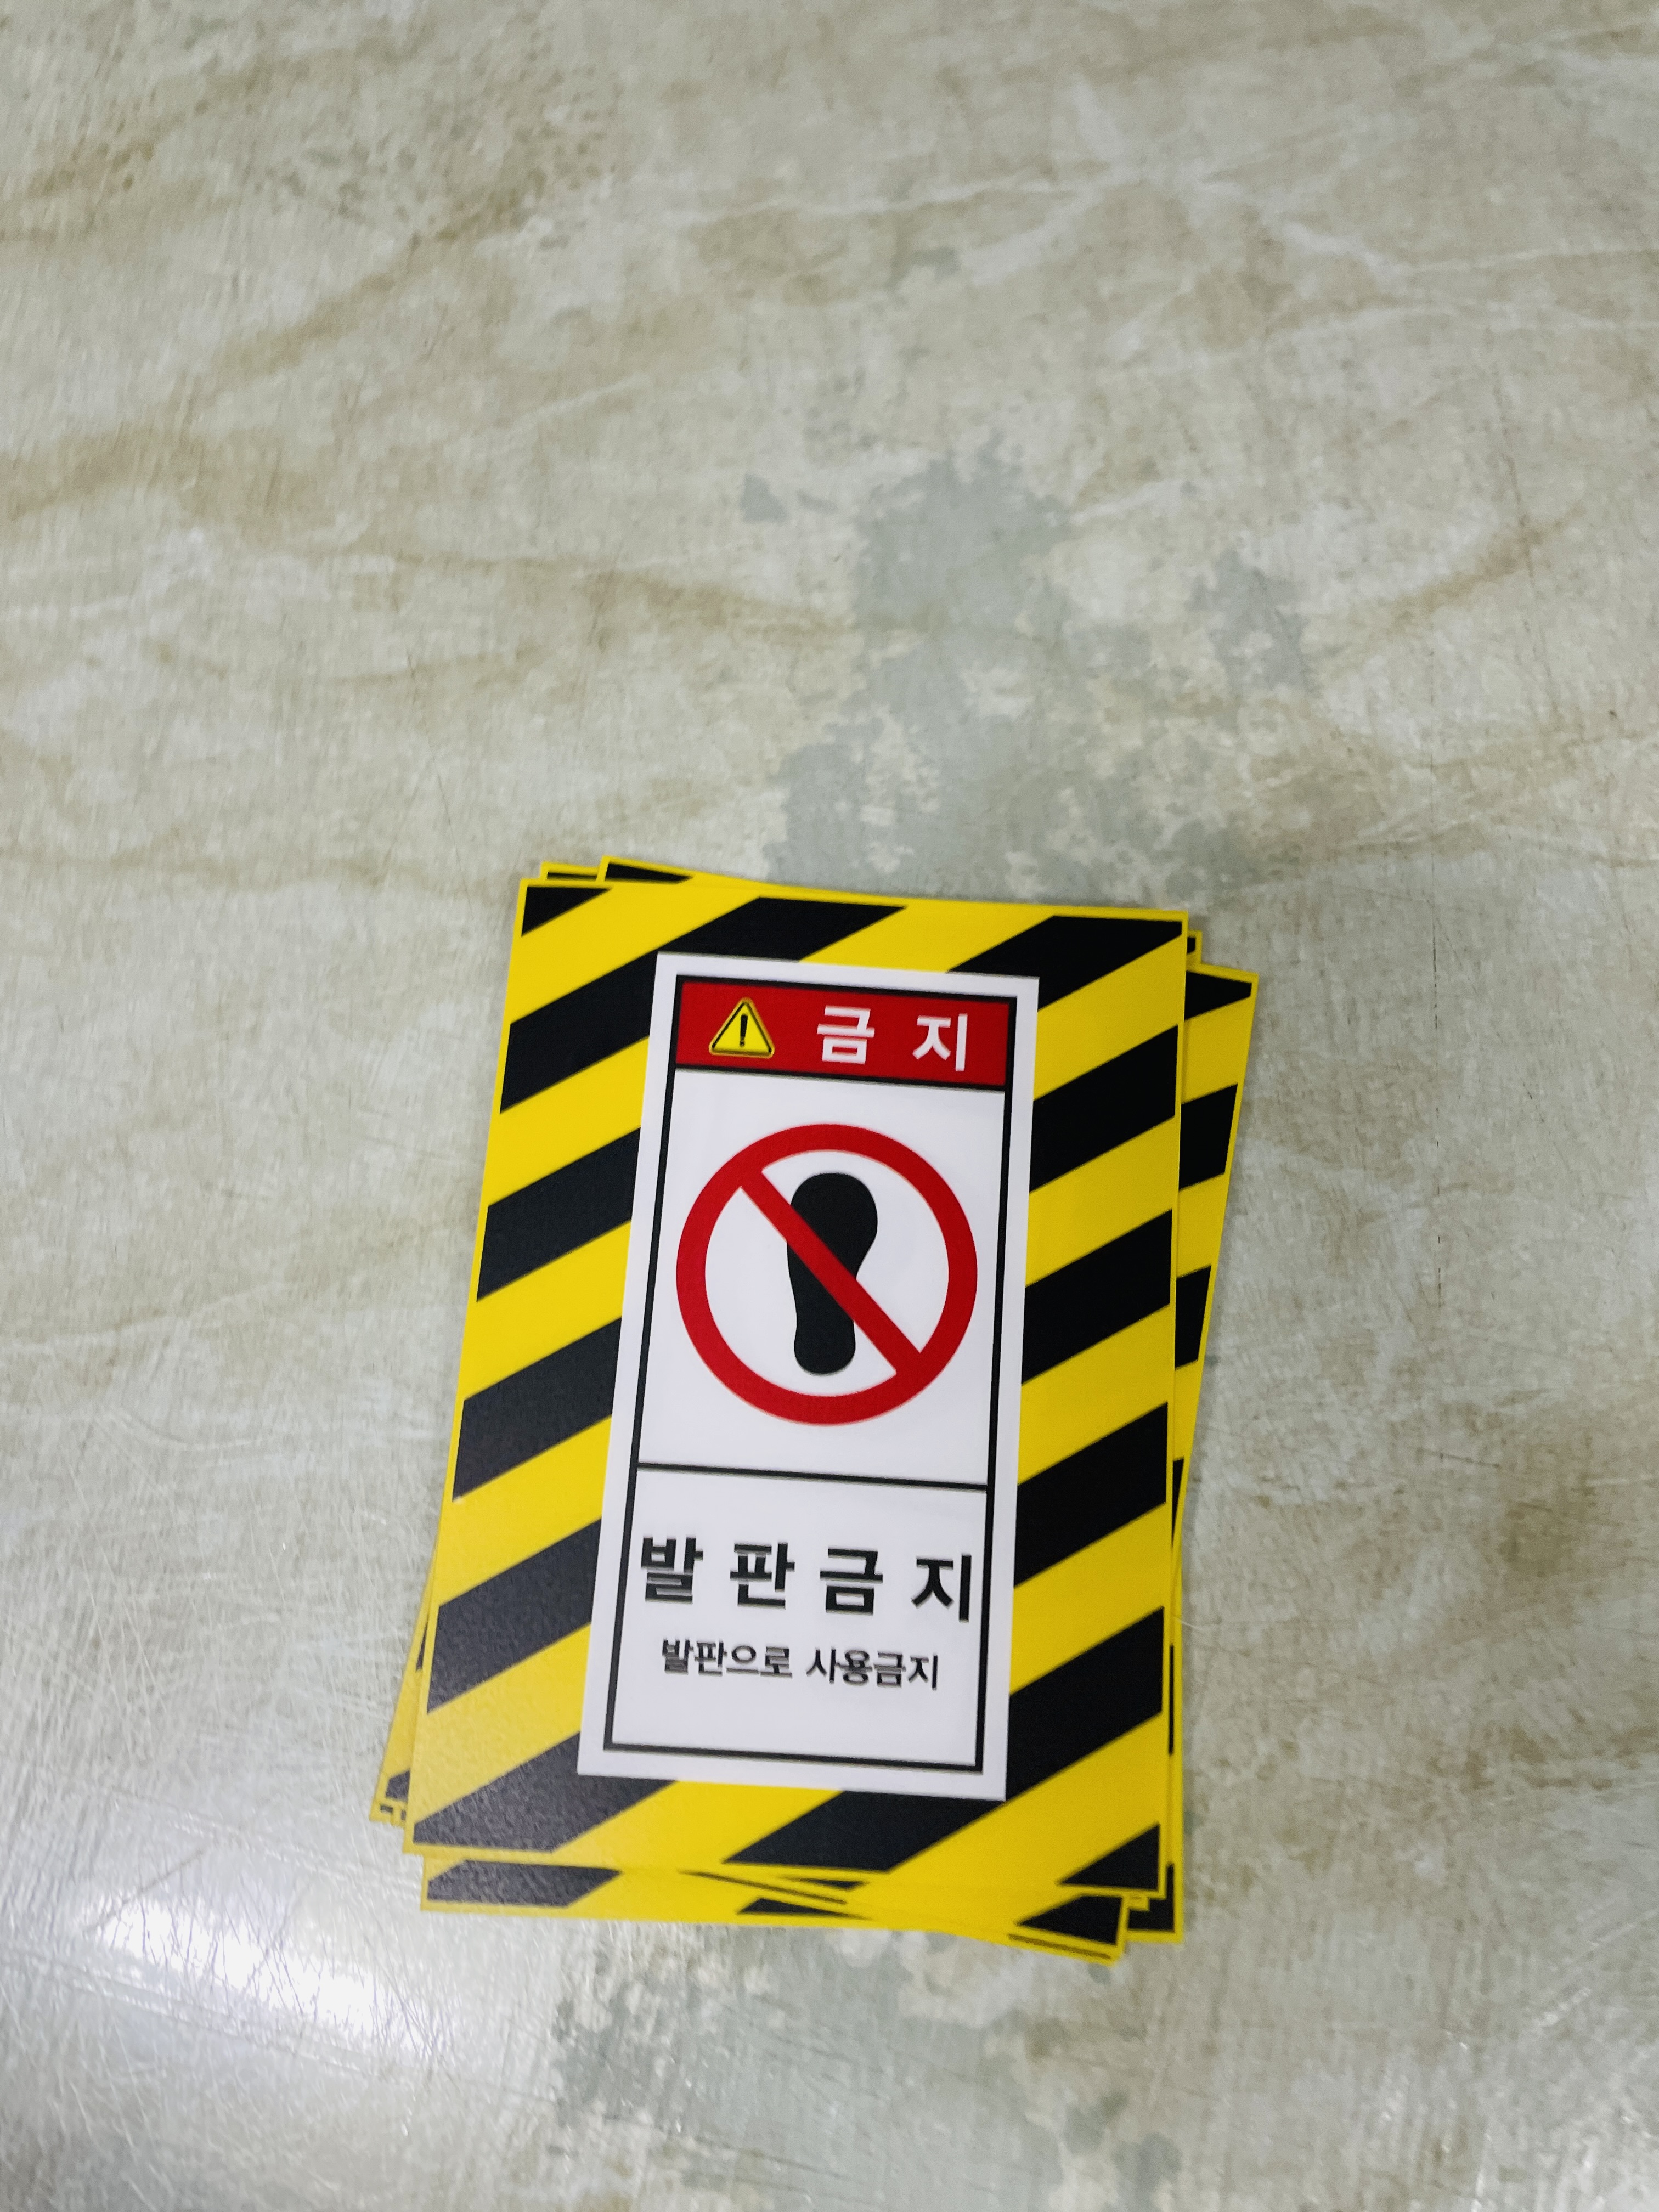 금 지
발 판 금 지
발판으로 사용금지